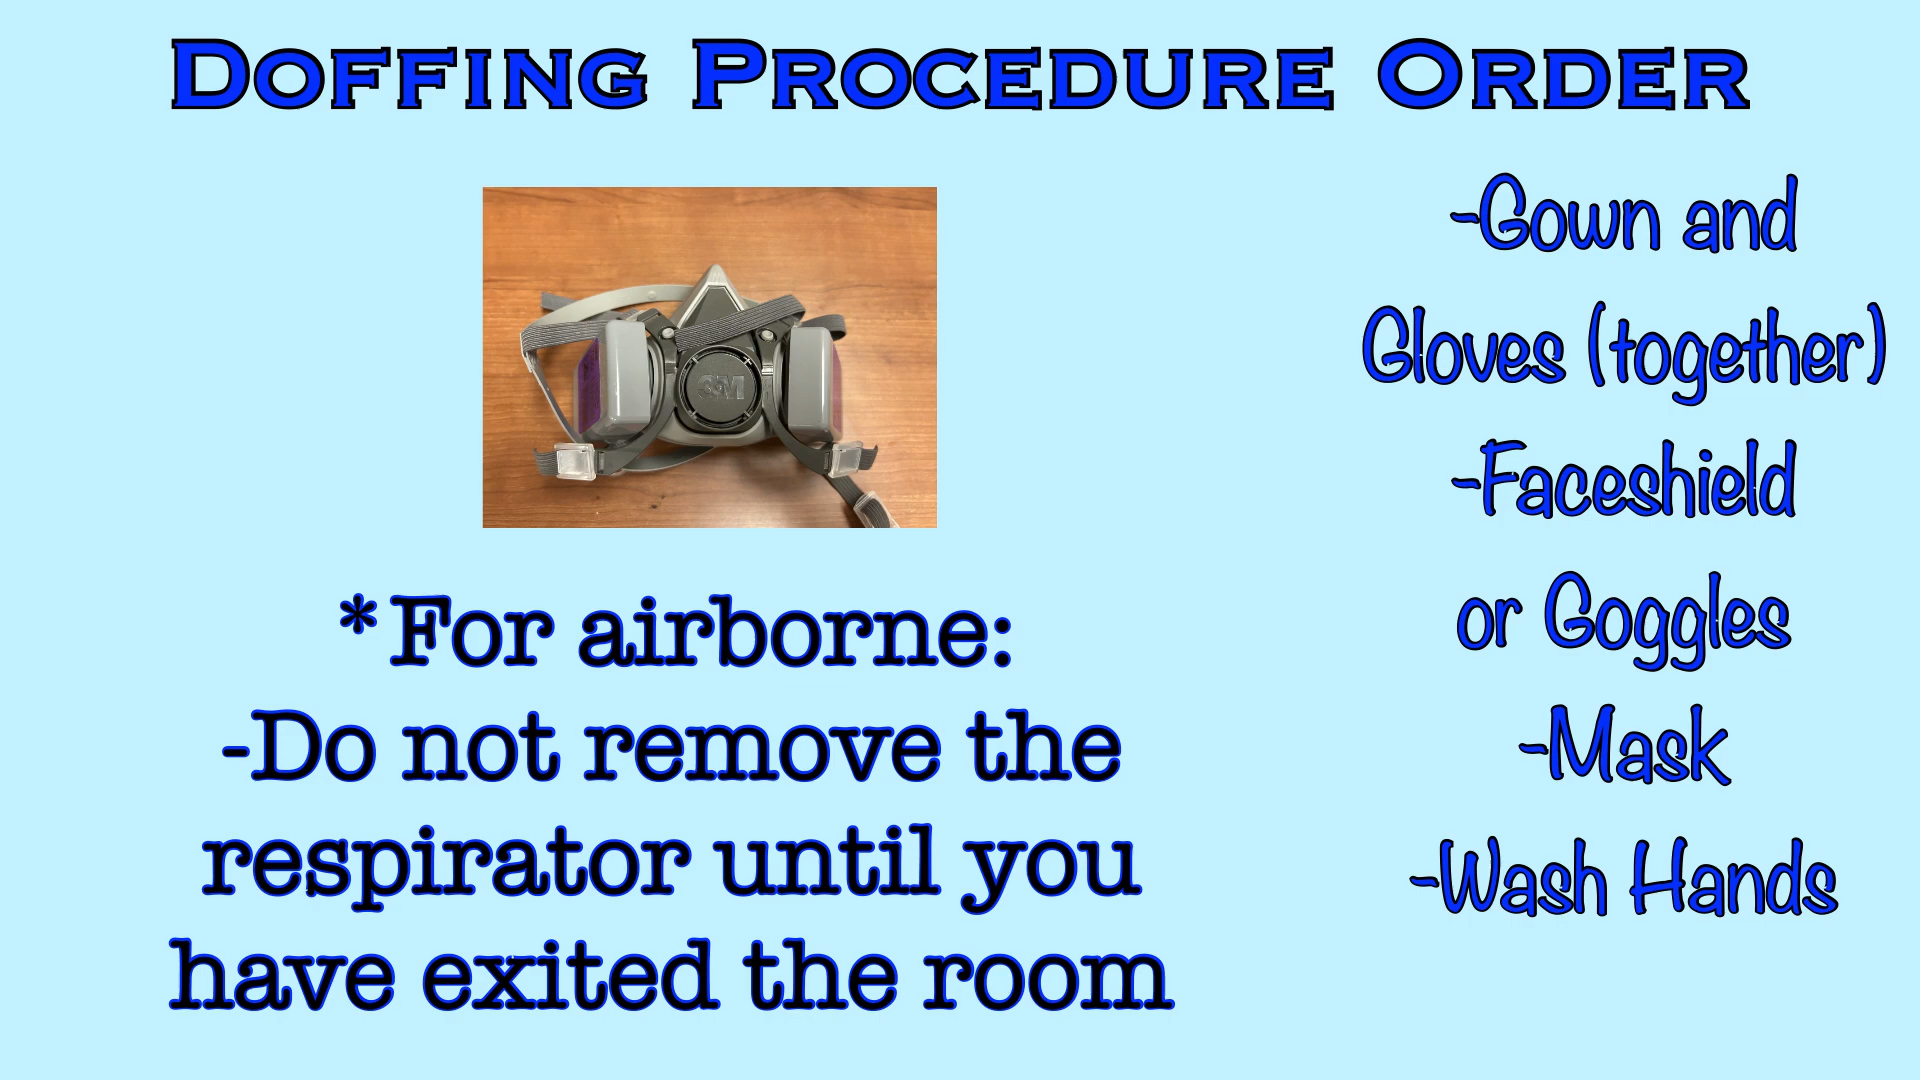 Doffing Procedure Order
3M
*For airborne:
-Do not remove the
respirator until you
have exited the room
-Gown and
Gloves (together)
-Faceshield
or Goggles
-Mask
-Wash Hands